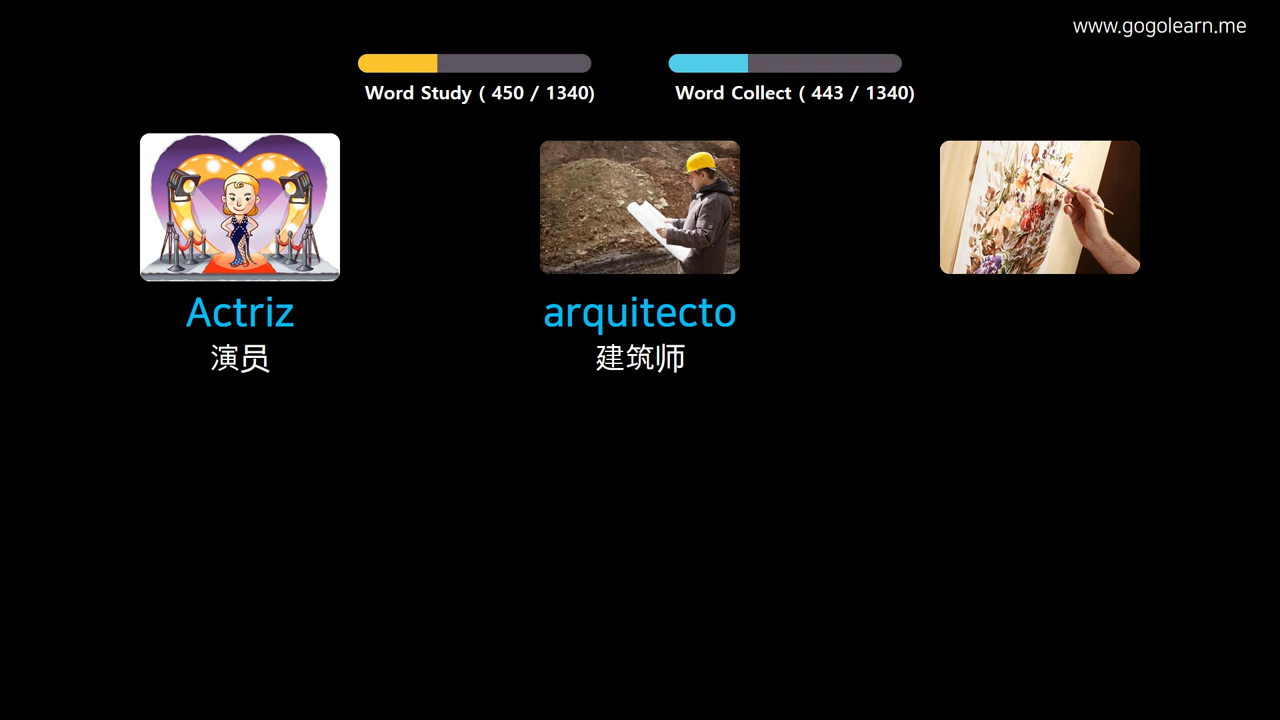 www.gogolearn.me
Word Study ( 450 / 1340)
Word Collect ( 443 / 1340)
Actriz
演员
arquitecto
建筑师